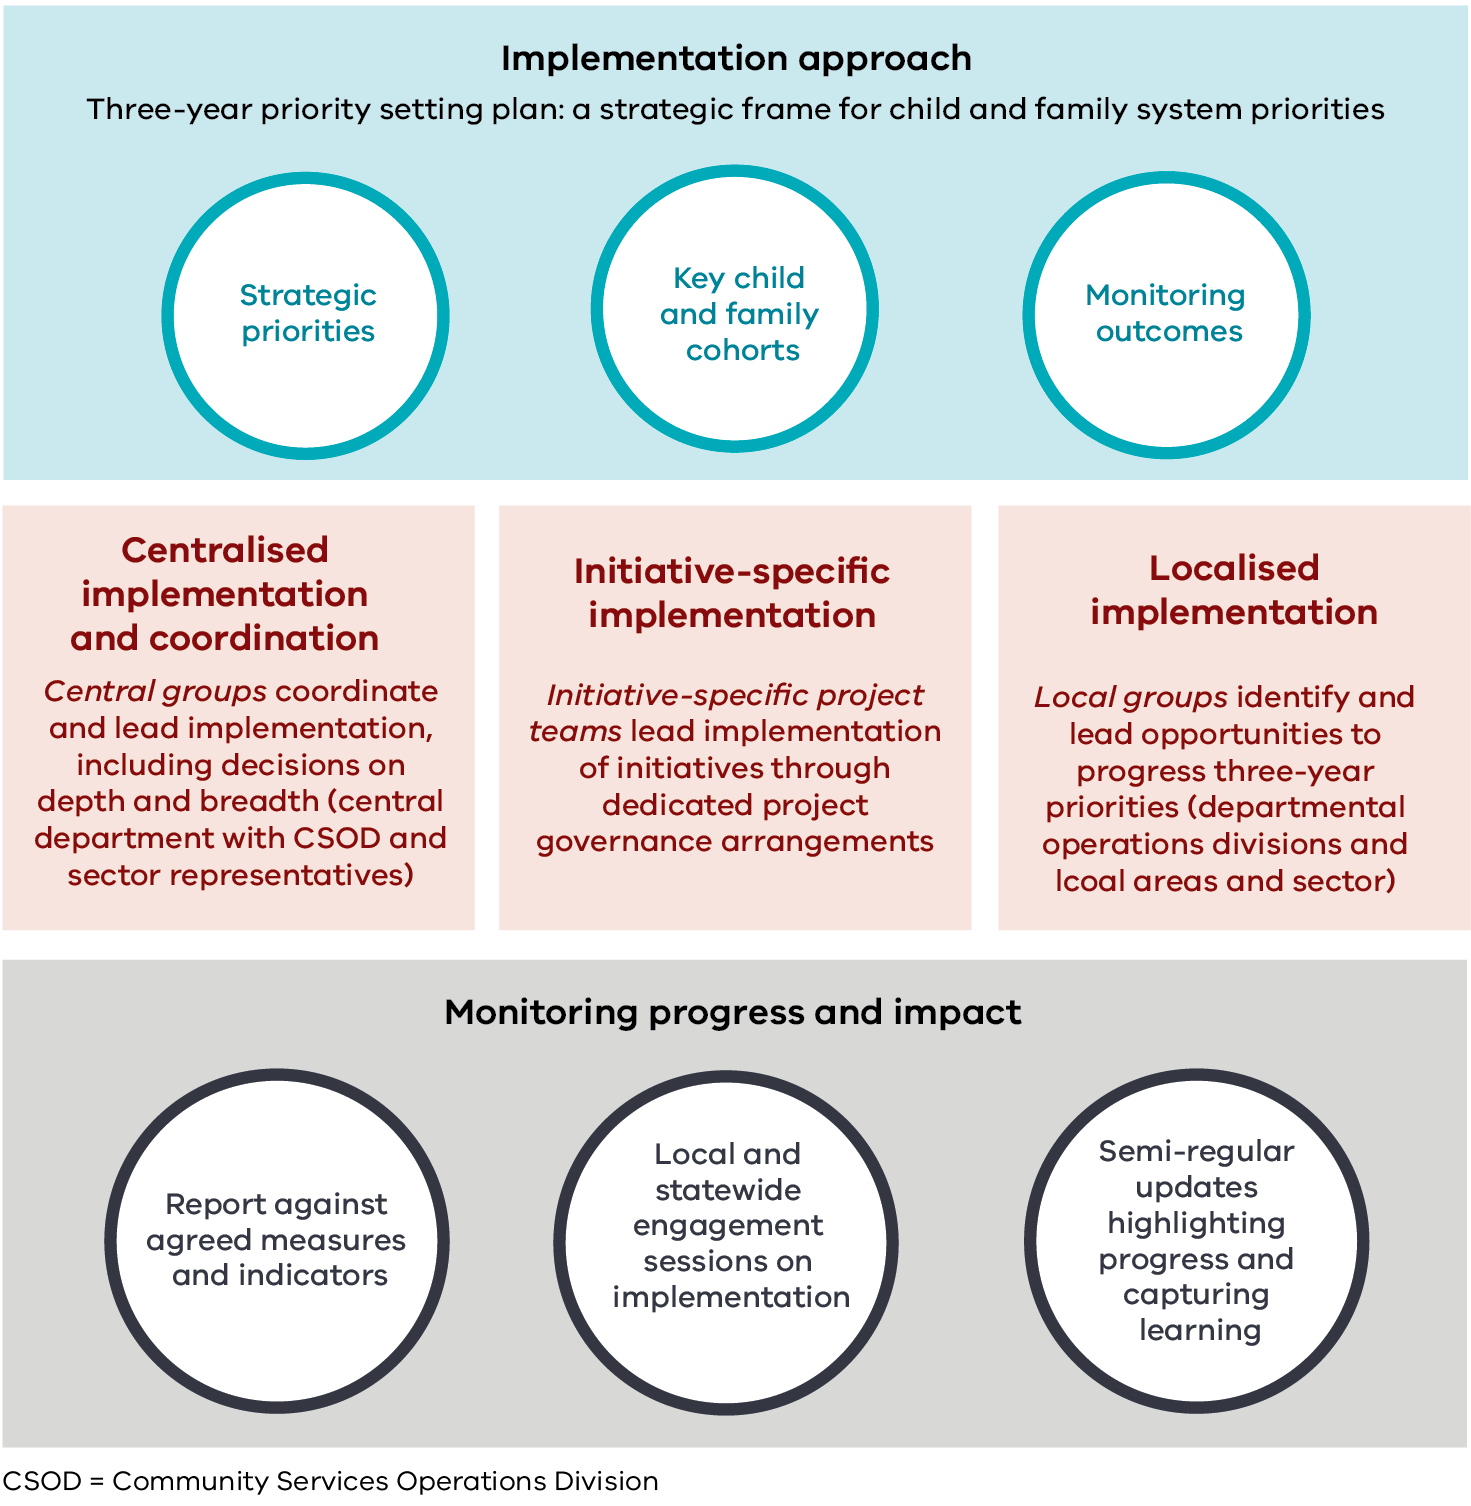 Implementation approach
Three-year priority setting plan: a strategic frame for child and family system priorities
Strategic
priorities
Key child
and family
cohorts
Monitoring
outcomes
Centralised
implementation
and coordination
Central groups coordinate
and lead implementation,
including decisions on
depth and breadth (central
department with CSOD and
sector representatives)
Initiative-specific
implementation
Initiative-specific project
teams lead implementation
of initiatives through
dedicated project
governance arrangements
Localised
implementation
Local groups identify and
lead opportunities to
progress three-year
priorities (departmental
operations divisions and
lcoal areas and sector)
Monitoring progress and impact
Report against
agreed measures
and indicators
Local and
statewide
engagement
sessions on
implementation
Semi-regular
updates
highlighting
progress and
capturing
learning
CSOD = Community Services Operations Division